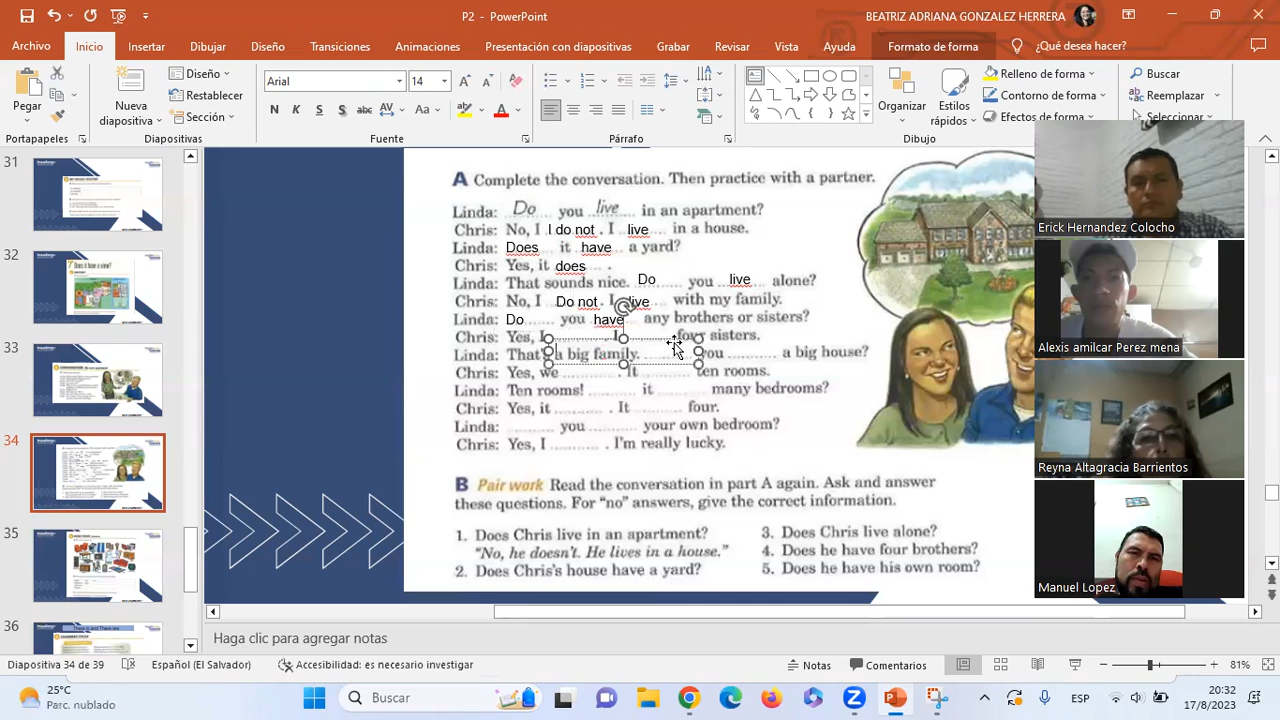 P2 - PowerPoint
BEATRIZ ADRIANA GONZALEZ HERRERA
Archivo Inicio Insertar Dibujar Diseño Transiciones Animaciones Presentación con diapositivas Grabar Revisar Vista Ayuda Formato de forma ¿Qué desea hacer?
Pegar
Nueva diapositiva
Diseño
Restablecer
Sección
Arial 14
N K S S abc AV Aa A
Organizar
Estilos rápidos
Relleno de forma
Contorno de forma
Efectos de forma
Buscar
Reemplazar
Seleccionar
Portapapeles Diapositivas Fuente Párrafo Dibujo
31
32
33
34
35
36
A Complete the conversation. Then practice with a partner.
Linda: Do you live in an apartment?
Chris: No, I I do not . I live in a house.
Linda: Does it have a yard?
Chris: Yes, it does .
Linda: That sounds nice. Do you live alone?
Chris: No, I Do not . I live with my family.
Linda: Do you have any brothers or sisters?
Chris: Yes, I . I four sisters.
Linda: That's a big family. you a big house?
Chris: Yes, we . It ten rooms.
Linda: Ten rooms! it many bedrooms?
Chris: Yes, it . It four.
Linda: you your own bedroom?
Chris: Yes, I . I'm really lucky.
B Pairwork Read the conversation in part A again. Ask and answer
these questions. For "no" answers, give the correct information.
1. Does Chris live in an apartment?
"No, he doesn't. He lives in a house."
2. Does Chris's house have a yard?
3. Does Chris live alone?
4. Does he have four brothers?
5. Does he have his own room?
Erick Hernandez Colocho
Alexis amilcar Perez mena
Reyna Altagracia Barrientos
Manuel Lopez
Haga clic para agregar notas
Diapositiva 34 de 39 Español (El Salvador) Accesibilidad: es necesario investigar Notas Comentarios 81%
25°C
Parc. nublado
Buscar
ESP
20:32
17/8/2023